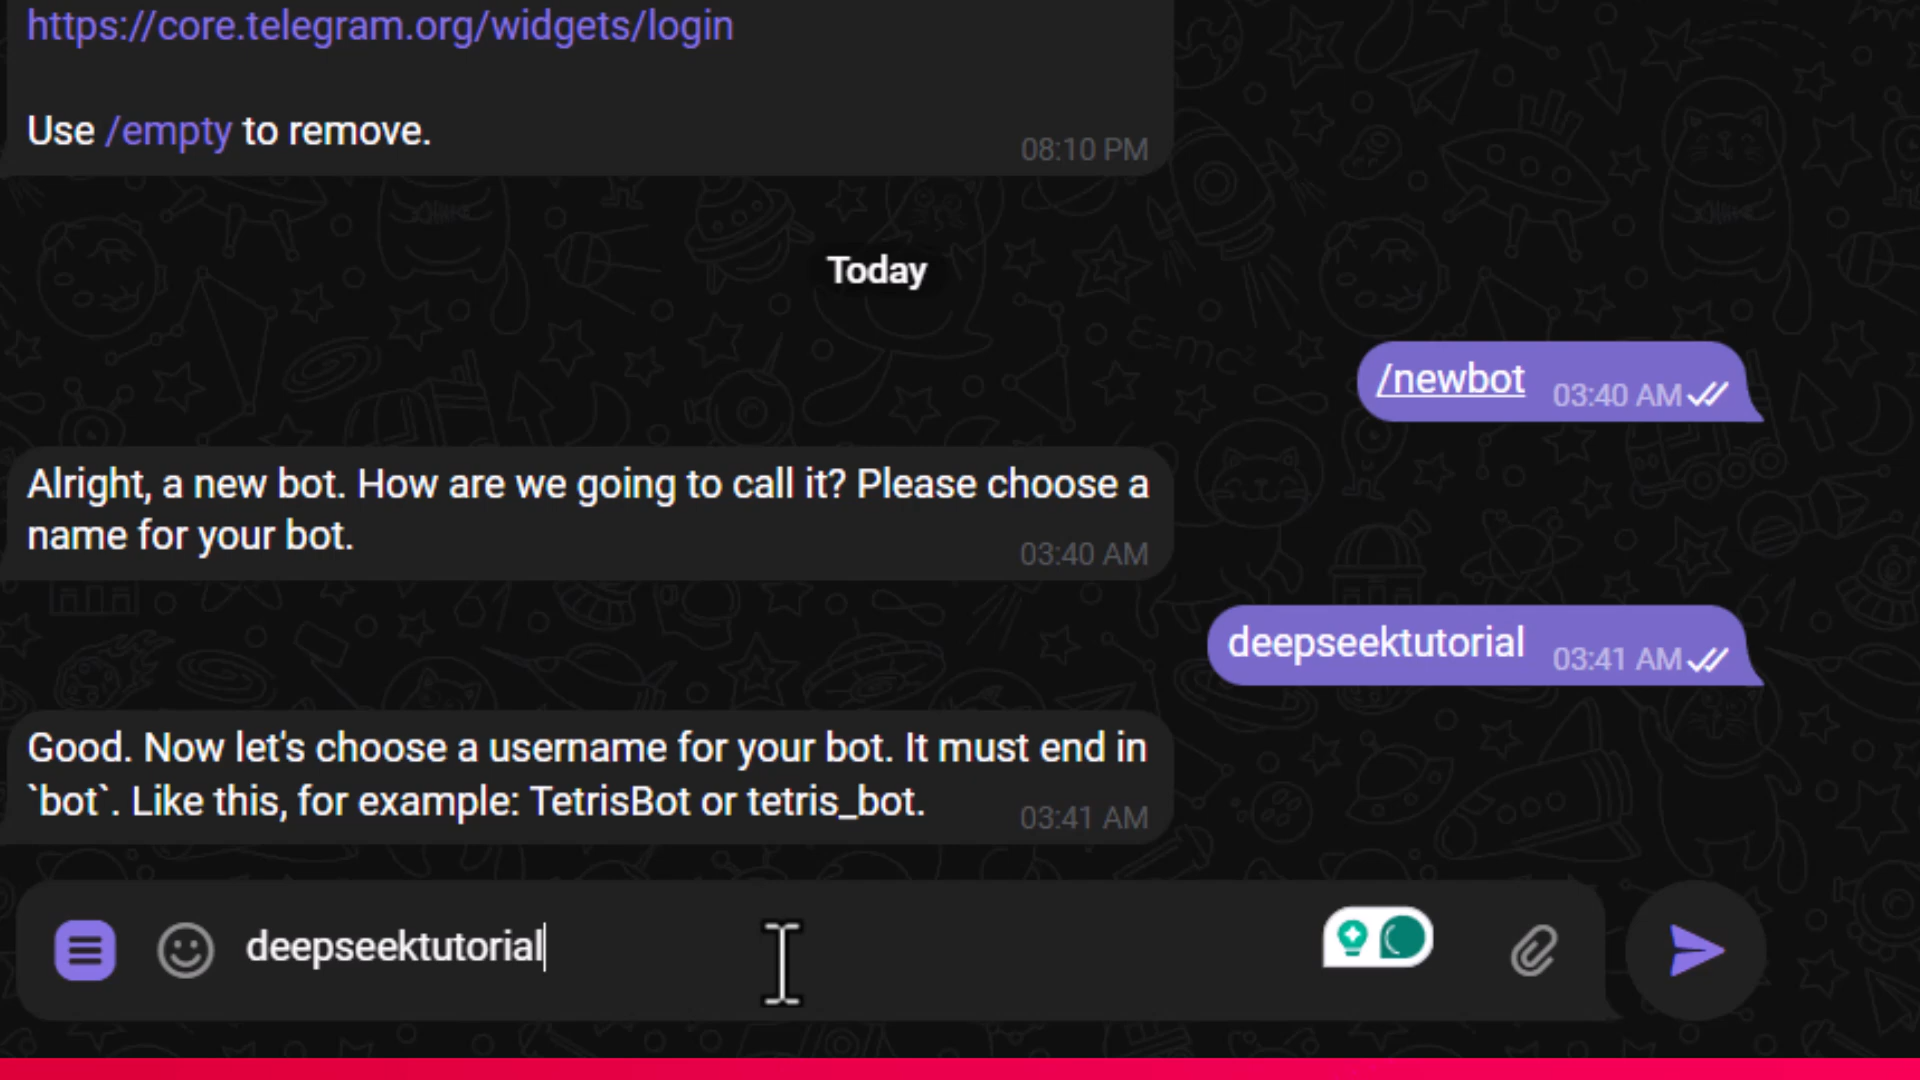 https://core.telegram.org/widgets/login
Use /empty to remove.
08:10 PM
Today
/newbot 03:40 AM
Alright, a new bot. How are we going to call it? Please choose a
name for your bot.
03:40 AM
deepseektutorial 03:41 AM
Good. Now let's choose a username for your bot. It must end in
`bot`. Like this, for example: TetrisBot or tetris_bot.
03:41 AM
deepseektutorial